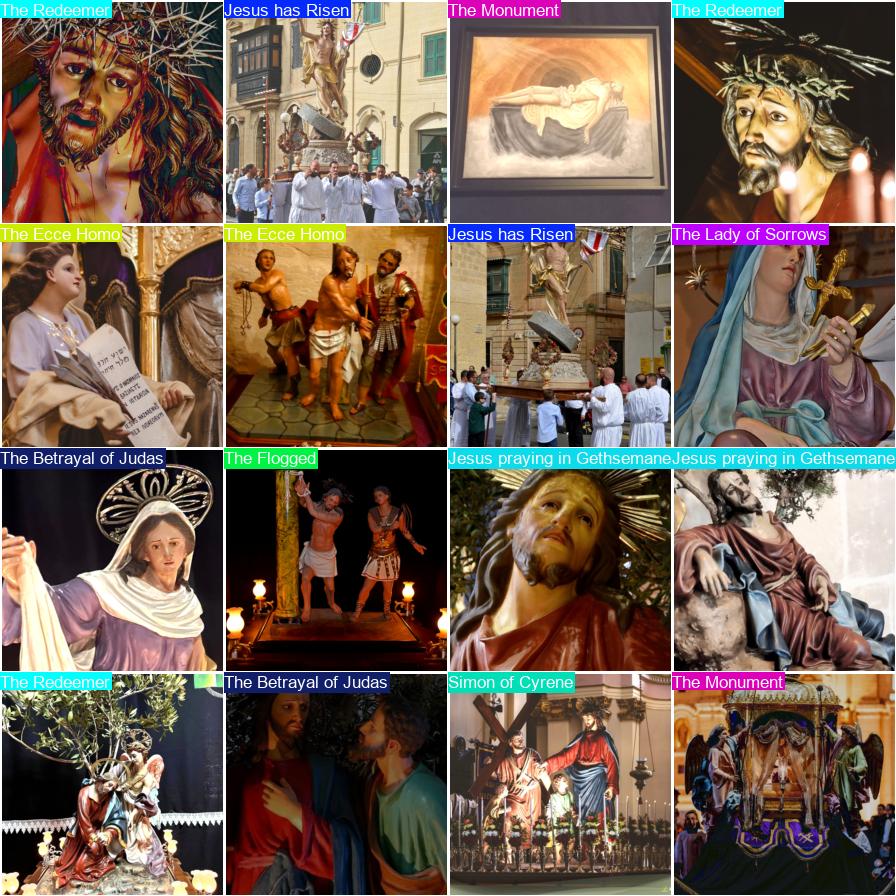 The Redeemer
Jesus has Risen
The Monument
The Redeemer
The Ecce Homo
The Ecce Homo
Jesus has Risen
The Lady of Sorrows
The Betrayal of Judas
The Flogged
Jesus praying in Gethsemane
Jesus praying in Gethsemane
The Redeemer
The Betrayal of Judas
Simon of Cyrene
The Monument